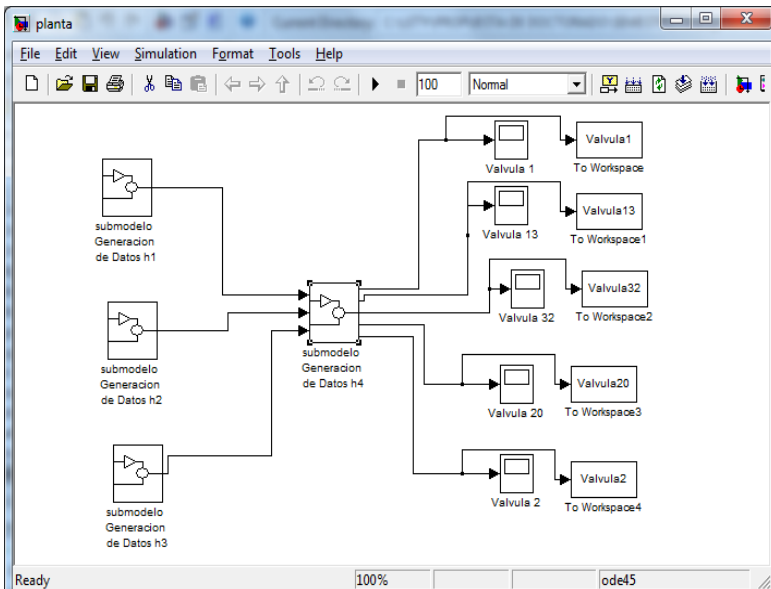 planta
File Edit View Simulation Format Tools Help
100 Normal
Valvula 1
Valvula1
To Workspace
Valvula 13
Valvula13
To Workspace1
Valvula 32
Valvula32
To Workspace2
Valvula 20
Valvula20
To Workspace3
Valvula 2
Valvula2
To Workspace4
submodelo
Generacion
de Datos h1
submodelo
Generacion
de Datos h2
submodelo
Generacion
de Datos h3
submodelo
Generacion
de Datos h4
Ready 100% ode45